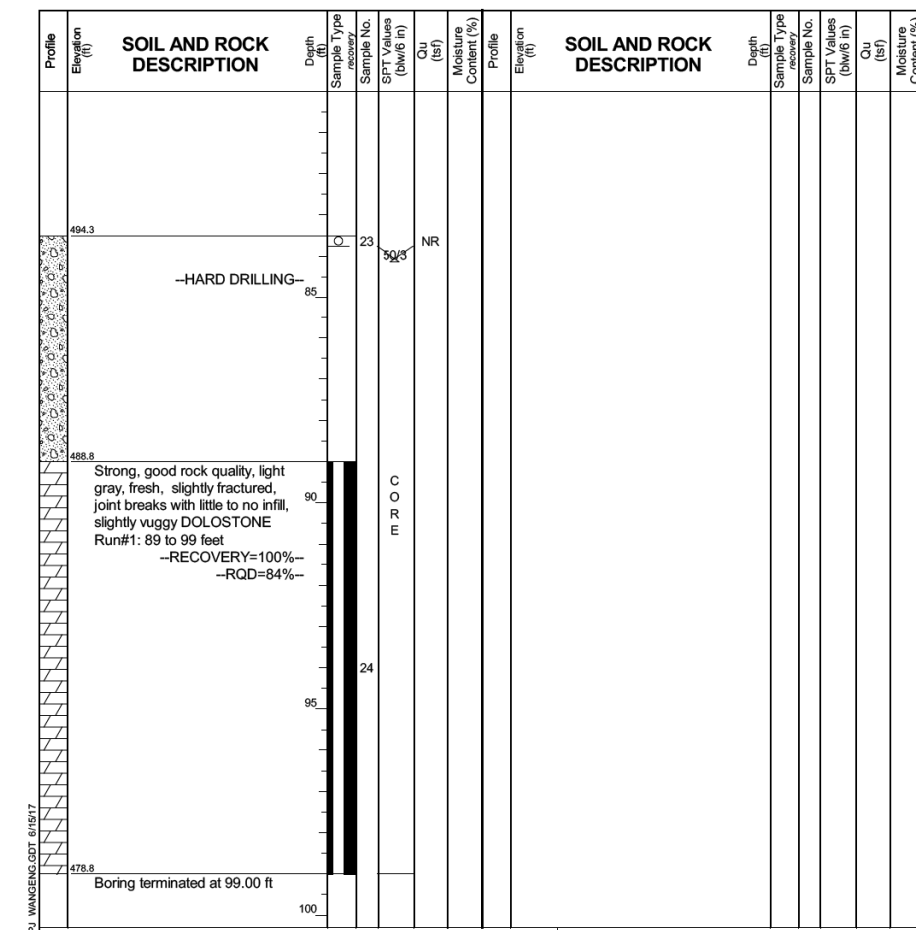 Profile
Elevation
(ft)
SOIL AND ROCK
DESCRIPTION
Depth
(ft)
Sample Type
recovery
Sample No.
SPT Values
(blw/6 in)
Qu
(tsf)
Moisture
Content (%)
Profile
Elevation
(ft)
SOIL AND ROCK
DESCRIPTION
Depth
(ft)
Sample Type
recovery
Sample No.
SPT Values
(blw/6 in)
Qu
(tsf)
Moisture
Content (%)
494.3
23
50/3
NR
--HARD DRILLING--
85
488.8
Strong, good rock quality, light
gray, fresh, slightly fractured,
joint breaks with little to no infill,
slightly vuggy DOLOSTONE
Run#1: 89 to 99 feet
--RECOVERY=100%--
--RQD=84%--
90
C
O
R
E
24
95
478.8
Boring terminated at 99.00 ft
100
WANGENG.GDT 6/15/17